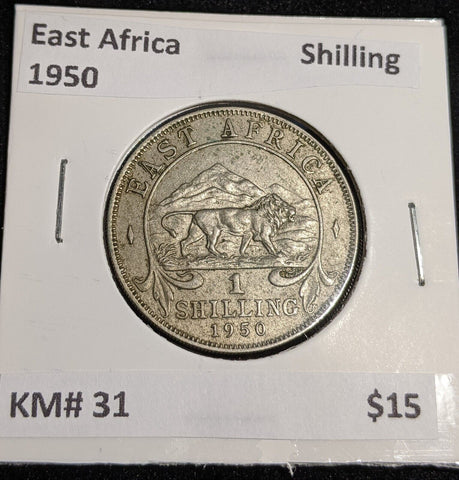 East Africa Shilling
1950
EAST AFRICA
1
SHILLING
1950
KM# 31 $15